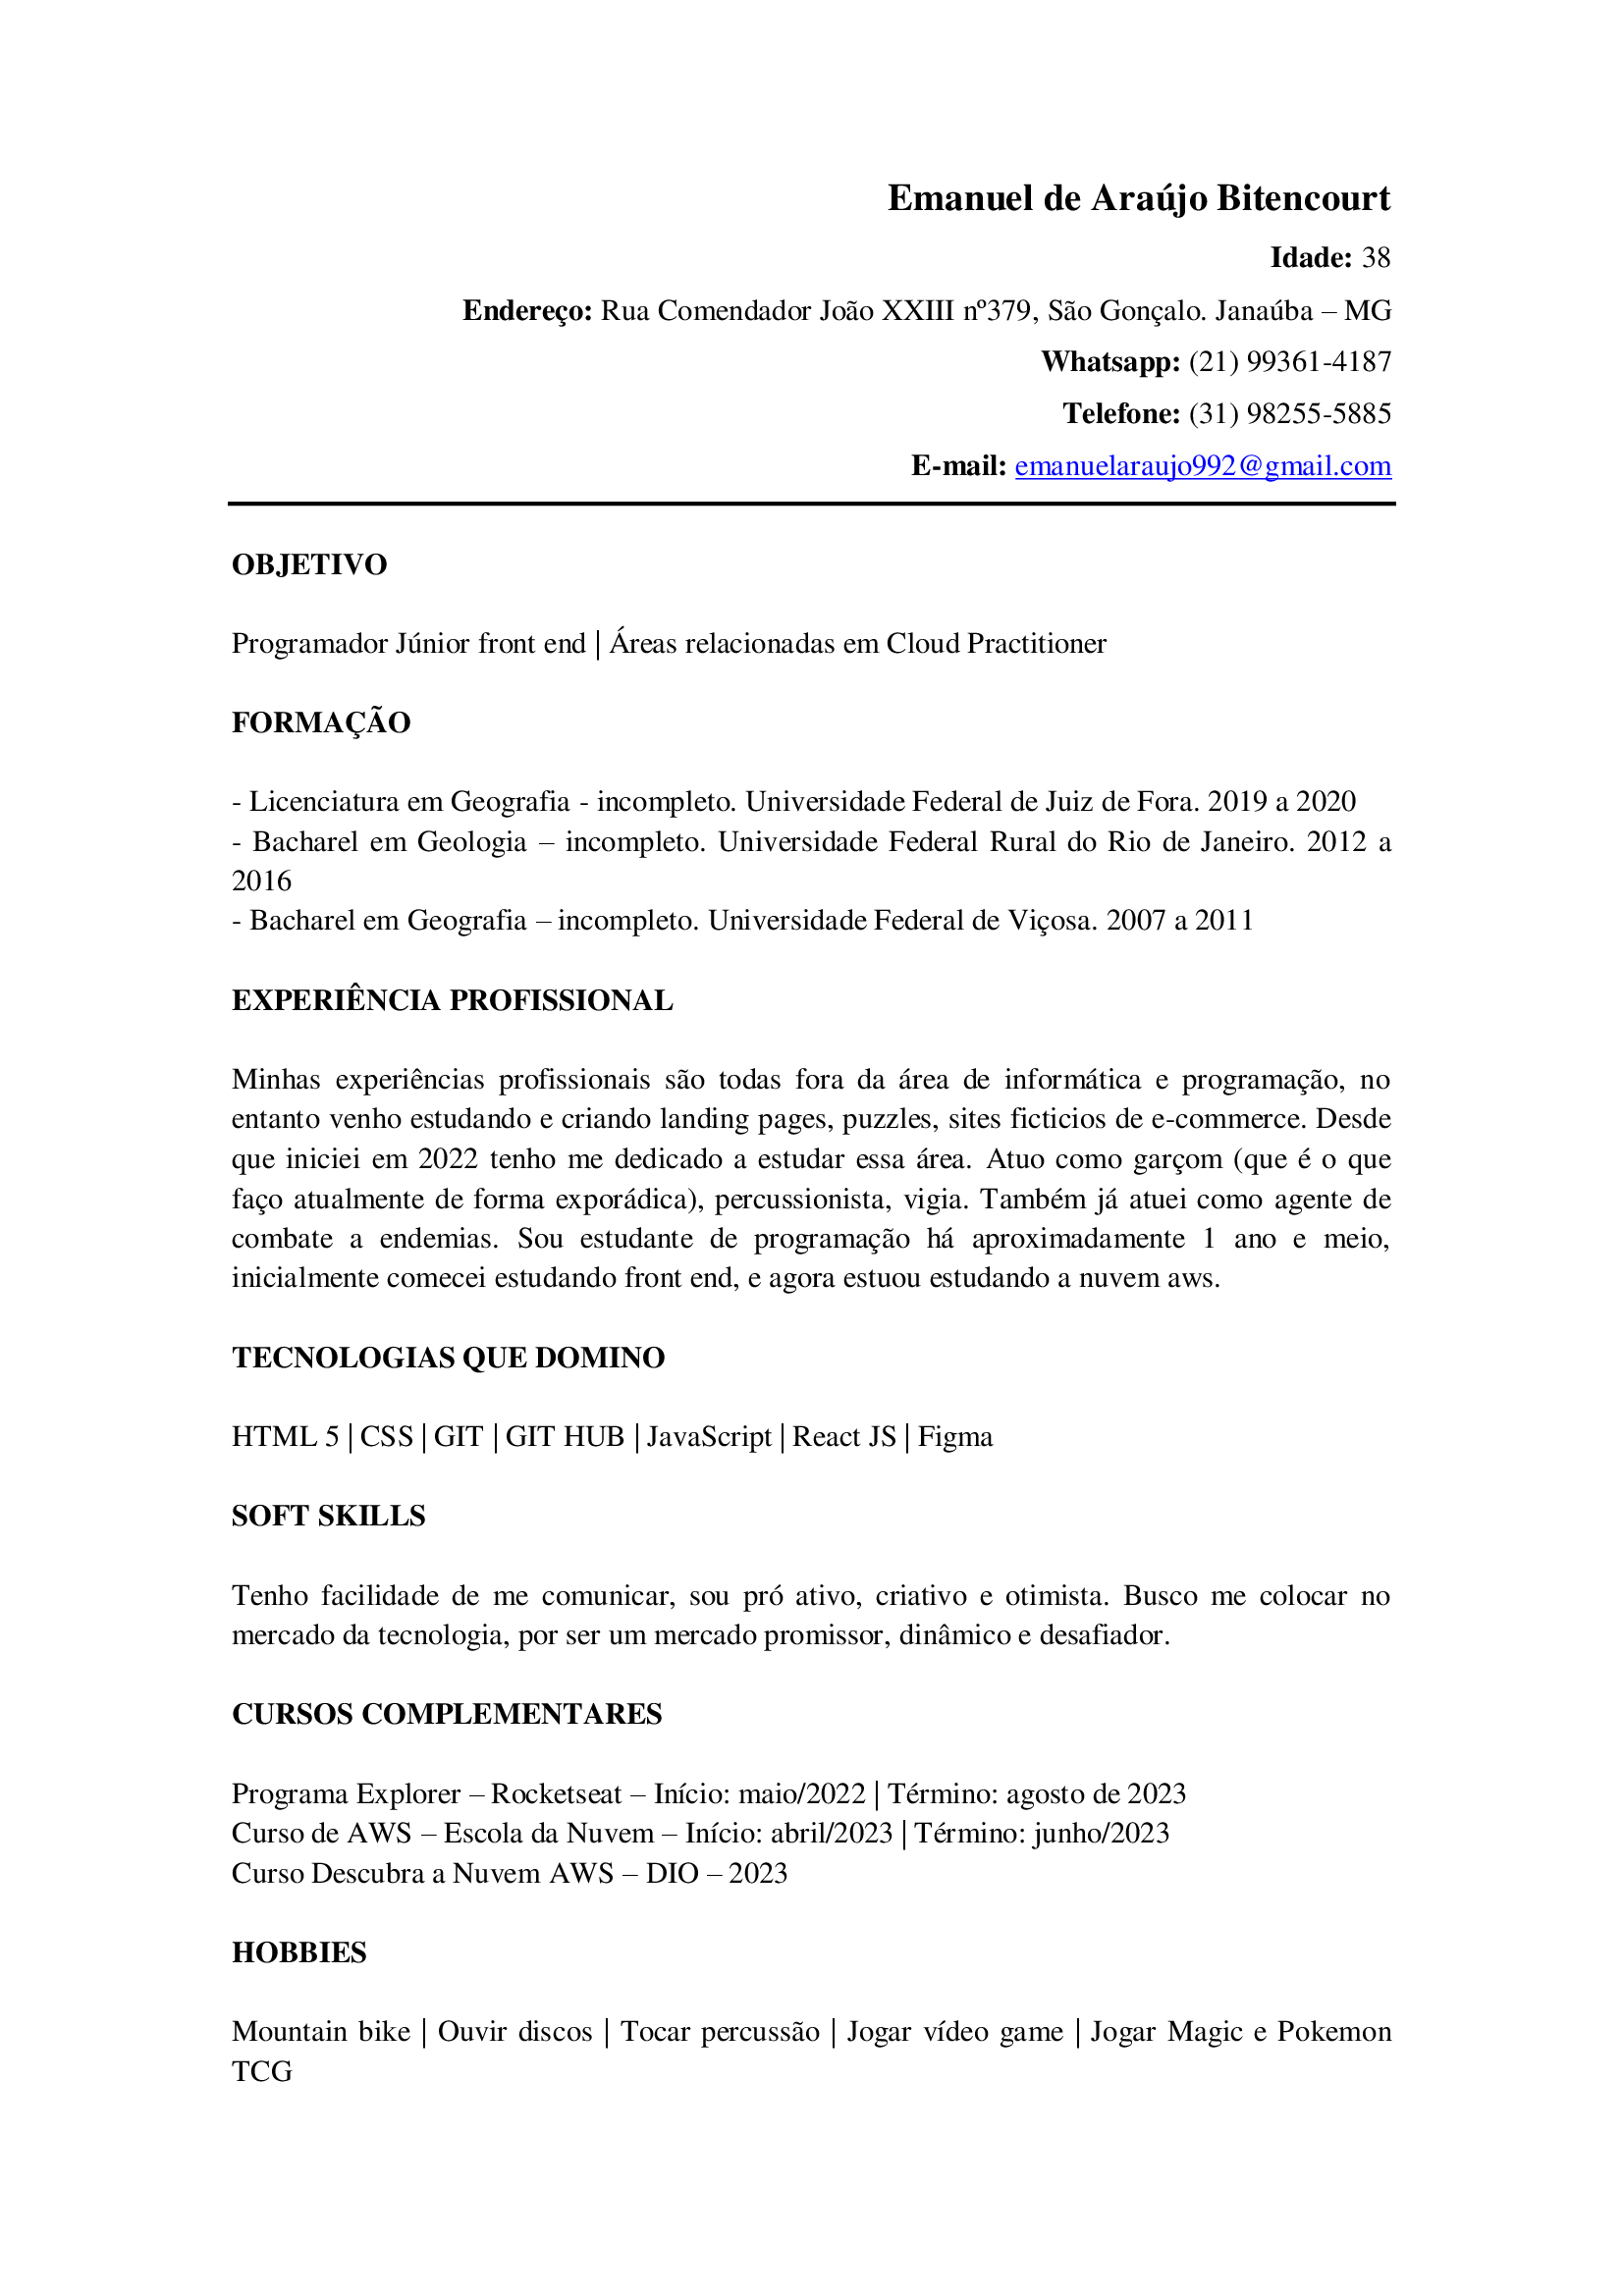 Emanuel de Araújo Bitencourt
Idade: 38
Endereço: Rua Comendador João XXIII nº379, São Gonçalo. Janaúba – MG
Whatsapp: (21) 99361-4187
Telefone: (31) 98255-5885
E-mail: emanuelaraujo992@gmail.com
OBJETIVO
Programador Júnior front end | Áreas relacionadas em Cloud Practitioner
FORMAÇÃO
- Licenciatura em Geografia - incompleto. Universidade Federal de Juiz de Fora. 2019 a 2020
- Bacharel em Geologia – incompleto. Universidade Federal Rural do Rio de Janeiro. 2012 a
2016
- Bacharel em Geografia – incompleto. Universidade Federal de Viçosa. 2007 a 2011
EXPERIÊNCIA PROFISSIONAL
Minhas experiências profissionais são todas fora da área de informática e programação, no
entanto venho estudando e criando landing pages, puzzles, sites ficticios de e-commerce. Desde
que iniciei em 2022 tenho me dedicado a estudar essa área. Atuo como garçom (que é o que
faço atualmente de forma exporádica), percussionista, vigia. Também já atuei como agente de
combate a endemias. Sou estudante de programação há aproximadamente 1 ano e meio,
inicialmente comecei estudando front end, e agora estuou estudando a nuvem aws.
TECNOLOGIAS QUE DOMINO
HTML 5 | CSS | GIT | GIT HUB | JavaScript | React JS | Figma
SOFT SKILLS
Tenho facilidade de me comunicar, sou pró ativo, criativo e otimista. Busco me colocar no
mercado da tecnologia, por ser um mercado promissor, dinâmico e desafiador.
CURSOS COMPLEMENTARES
Programa Explorer – Rocketseat – Início: maio/2022 | Término: agosto de 2023
Curso de AWS – Escola da Nuvem – Início: abril/2023 | Término: junho/2023
Curso Descubra a Nuvem AWS – DIO – 2023
HOBBIES
Mountain bike | Ouvir discos | Tocar percussão | Jogar vídeo game | Jogar Magic e Pokemon
TCG